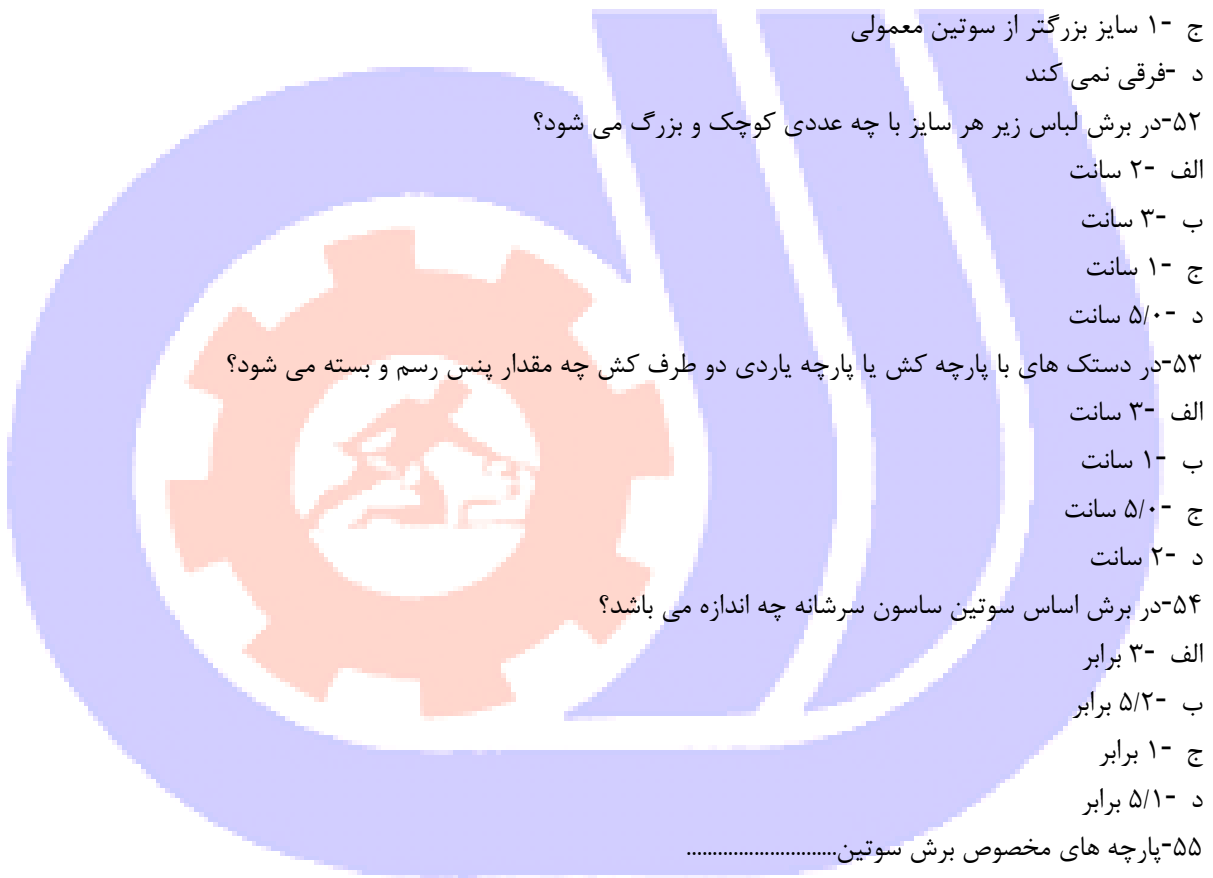 ج -۱ سایز بزرگتر از سوتین معمولی
د -فرقی نمی کند
۵۲-در برش لباس زیر هر سایز با چه عددی کوچک و بزرگ می شود؟
الف -۲ سانت
ب -۳ سانت
ج -۱ سانت
د -۵/۰ سانت
۵۳-در دستک های با پارچه کش یا پارچه یاردی دو طرف کش چه مقدار پنس رسم و بسته می شود؟
الف -۳ سانت
ب -۱ سانت
ج -۵/۰ سانت
د -۲ سانت
۵۴-در برش اساس سوتین ساسون سرشانه چه اندازه می باشد؟
الف -۳ برابر
ب -۵/۲ برابر
ج -۱ برابر
د -۵/۱ برابر
۵۵-پارچه های مخصوص برش سوتین.............................